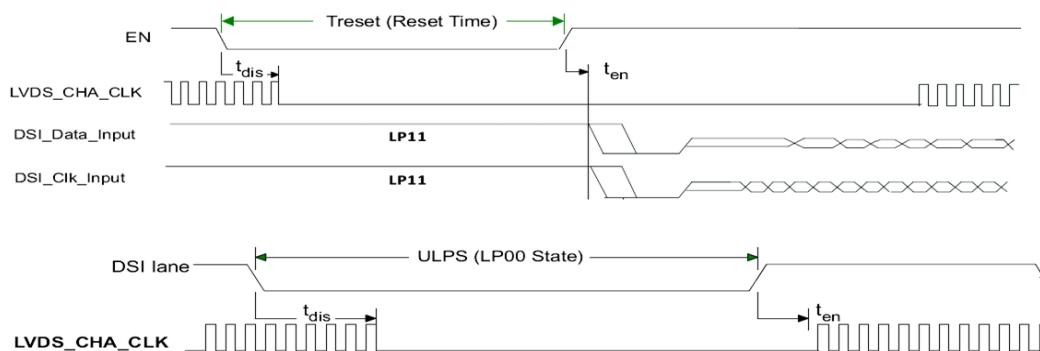 Treset (Reset Time)
EN
tdis
ten
LVDS_CHA_CLK
DSI_Data_Input
LP11
DSI_Clk_Input
LP11
ULPS (LP00 State)
DSI lane
tdis
ten
LVDS_CHA_CLK